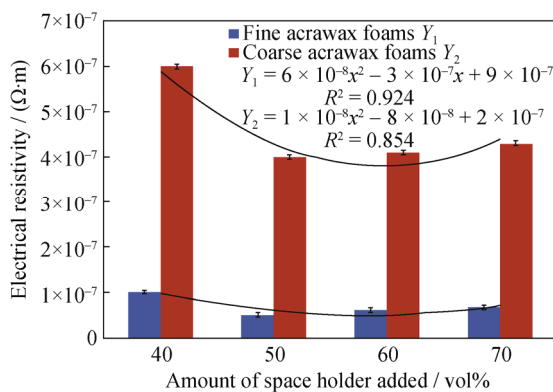 7×10⁻⁷
6×10⁻⁷
5×10⁻⁷
4×10⁻⁷
3×10⁻⁷
2×10⁻⁷
1×10⁻⁷
0
Electrical resistivity / (Ω·m)
Fine acrawax foams Y₁
Coarse acrawax foams Y₂
Y₁ = 6 × 10⁻⁸x² – 3 × 10⁻⁷x + 9 × 10⁻⁷
R² = 0.924
Y₂ = 1 × 10⁻⁸x² – 8 × 10⁻⁸ + 2 × 10⁻⁷
R² = 0.854
40 50 60 70
Amount of space holder added / vol%